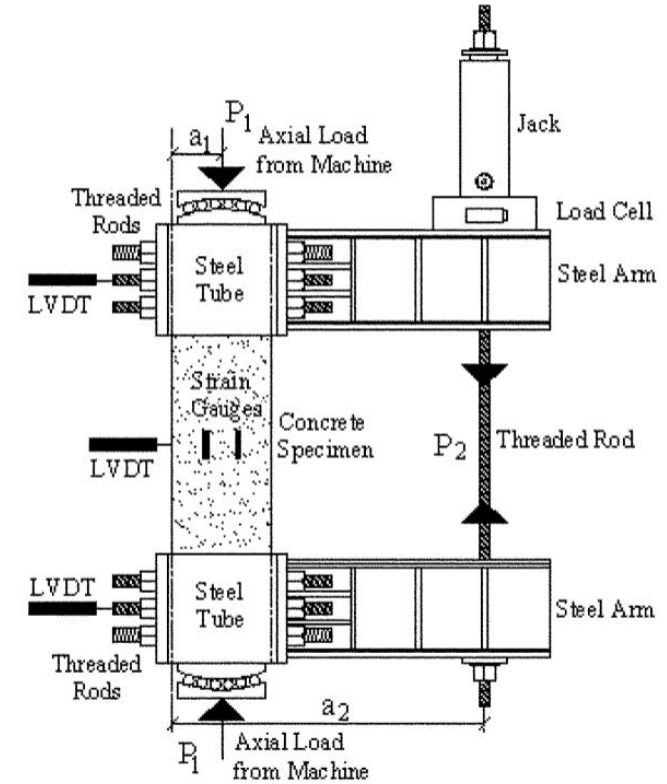 Jack
P1
a1
Axial Load
from Machine
Threaded
Rods
Load Cell
Steel
Tube
Steel Arm
LVDT
Strain
Gauges
Concrete
Specimen
LVDT
P2
Threaded Rod
LVDT
Steel
Tube
Steel Arm
Threaded
Rods
a2
P1
Axial Load
from Machine